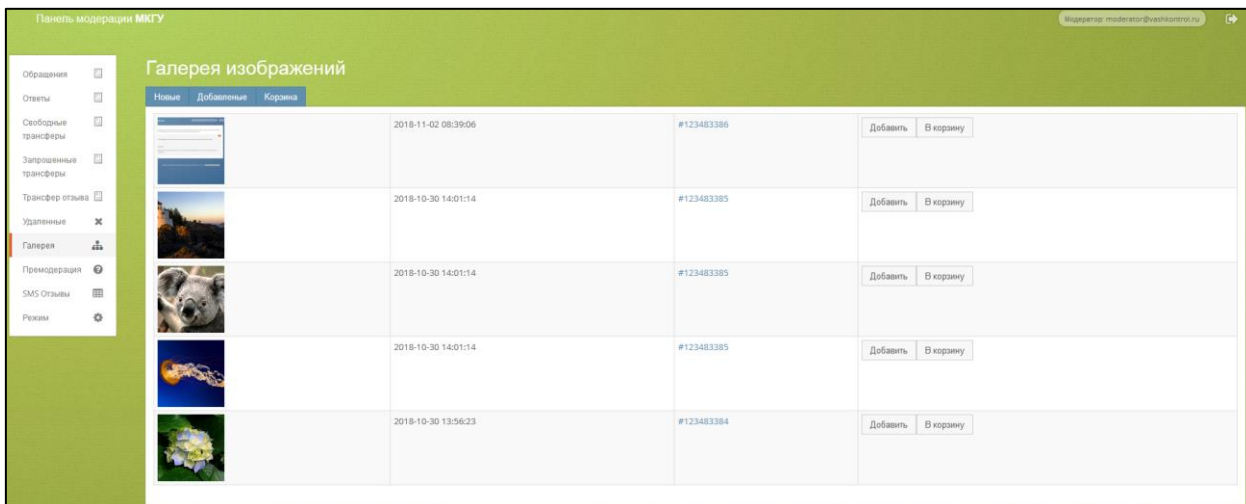 Панель модерации МКГУ
Модератор: moderator@vashkontrol.ru
Обращения
Ответы
Свободные
трансферы
Запрошенные
трансферы
Трансфер отзыва
Удаленные
Галерея
Премодерация
SMS Отзывы
Режим
Галерея изображений
Новые Добавленые Корзина
2018-11-02 08:39:06 #123483386 Добавить В корзину
2018-10-30 14:01:14 #123483385 Добавить В корзину
2018-10-30 14:01:14 #123483385 Добавить В корзину
2018-10-30 14:01:14 #123483385 Добавить В корзину
2018-10-30 13:56:23 #123483384 Добавить В корзину